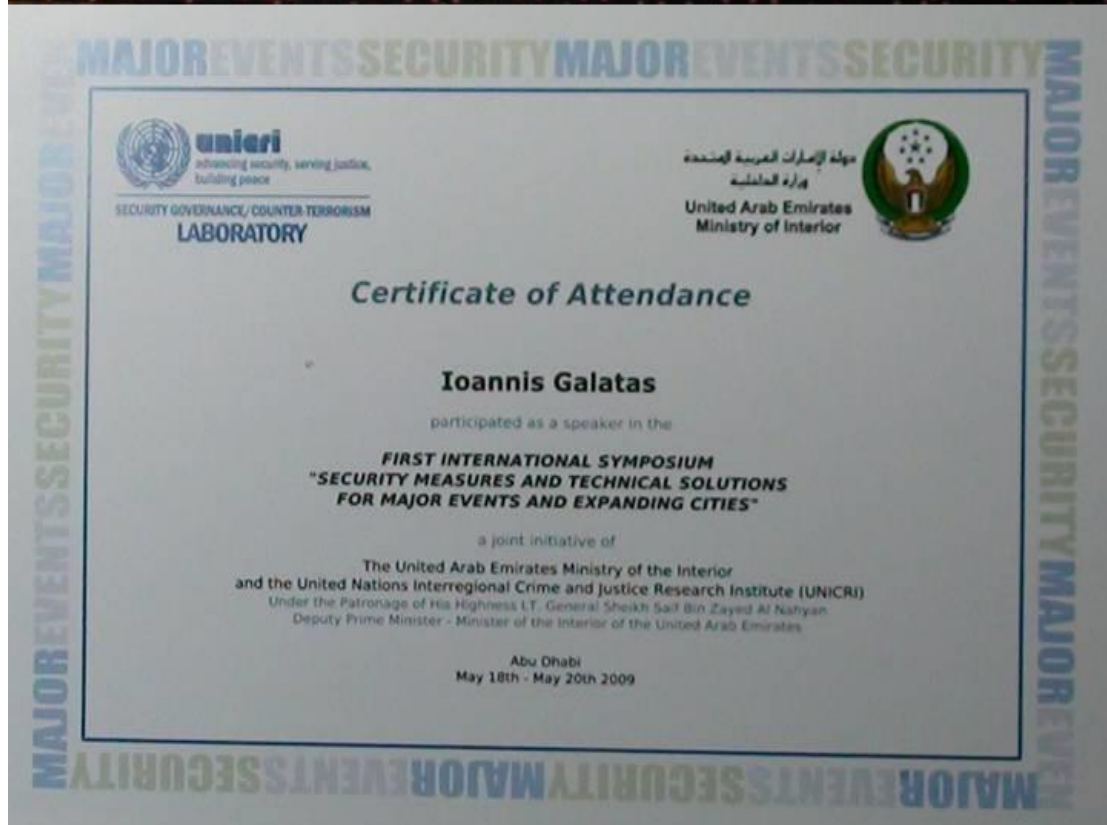 MAJOREVENTSSECURITYMAJOREVENTSSECURITY
unicri
advancing security, serving justice,
building peace
SECURITY GOVERNANCE/COUNTER-TERRORISM
LABORATORY
دولة الإمارات العربية المتحدة
وزارة الداخلية
United Arab Emirates
Ministry of Interior
Certificate of Attendance
Ioannis Galatas
participated as a speaker in the
FIRST INTERNATIONAL SYMPOSIUM
"SECURITY MEASURES AND TECHNICAL SOLUTIONS
FOR MAJOR EVENTS AND EXPANDING CITIES"
a joint initiative of
The United Arab Emirates Ministry of the Interior
and the United Nations Interregional Crime and Justice Research Institute (UNICRI)
Under the Patronage of His Highness LT. General Sheikh Saif Bin Zayed Al Nahyan
Deputy Prime Minister - Minister of the Interior of the United Arab Emirates
Abu Dhabi
May 18th - May 20th 2009
MAJOR EVENTSSECURITYMAJOREVEN
MAJOREVENTSSECURITYMAJOREVENTSSECURITY
MAJOREVENTSSECURITYMAJOREVEN